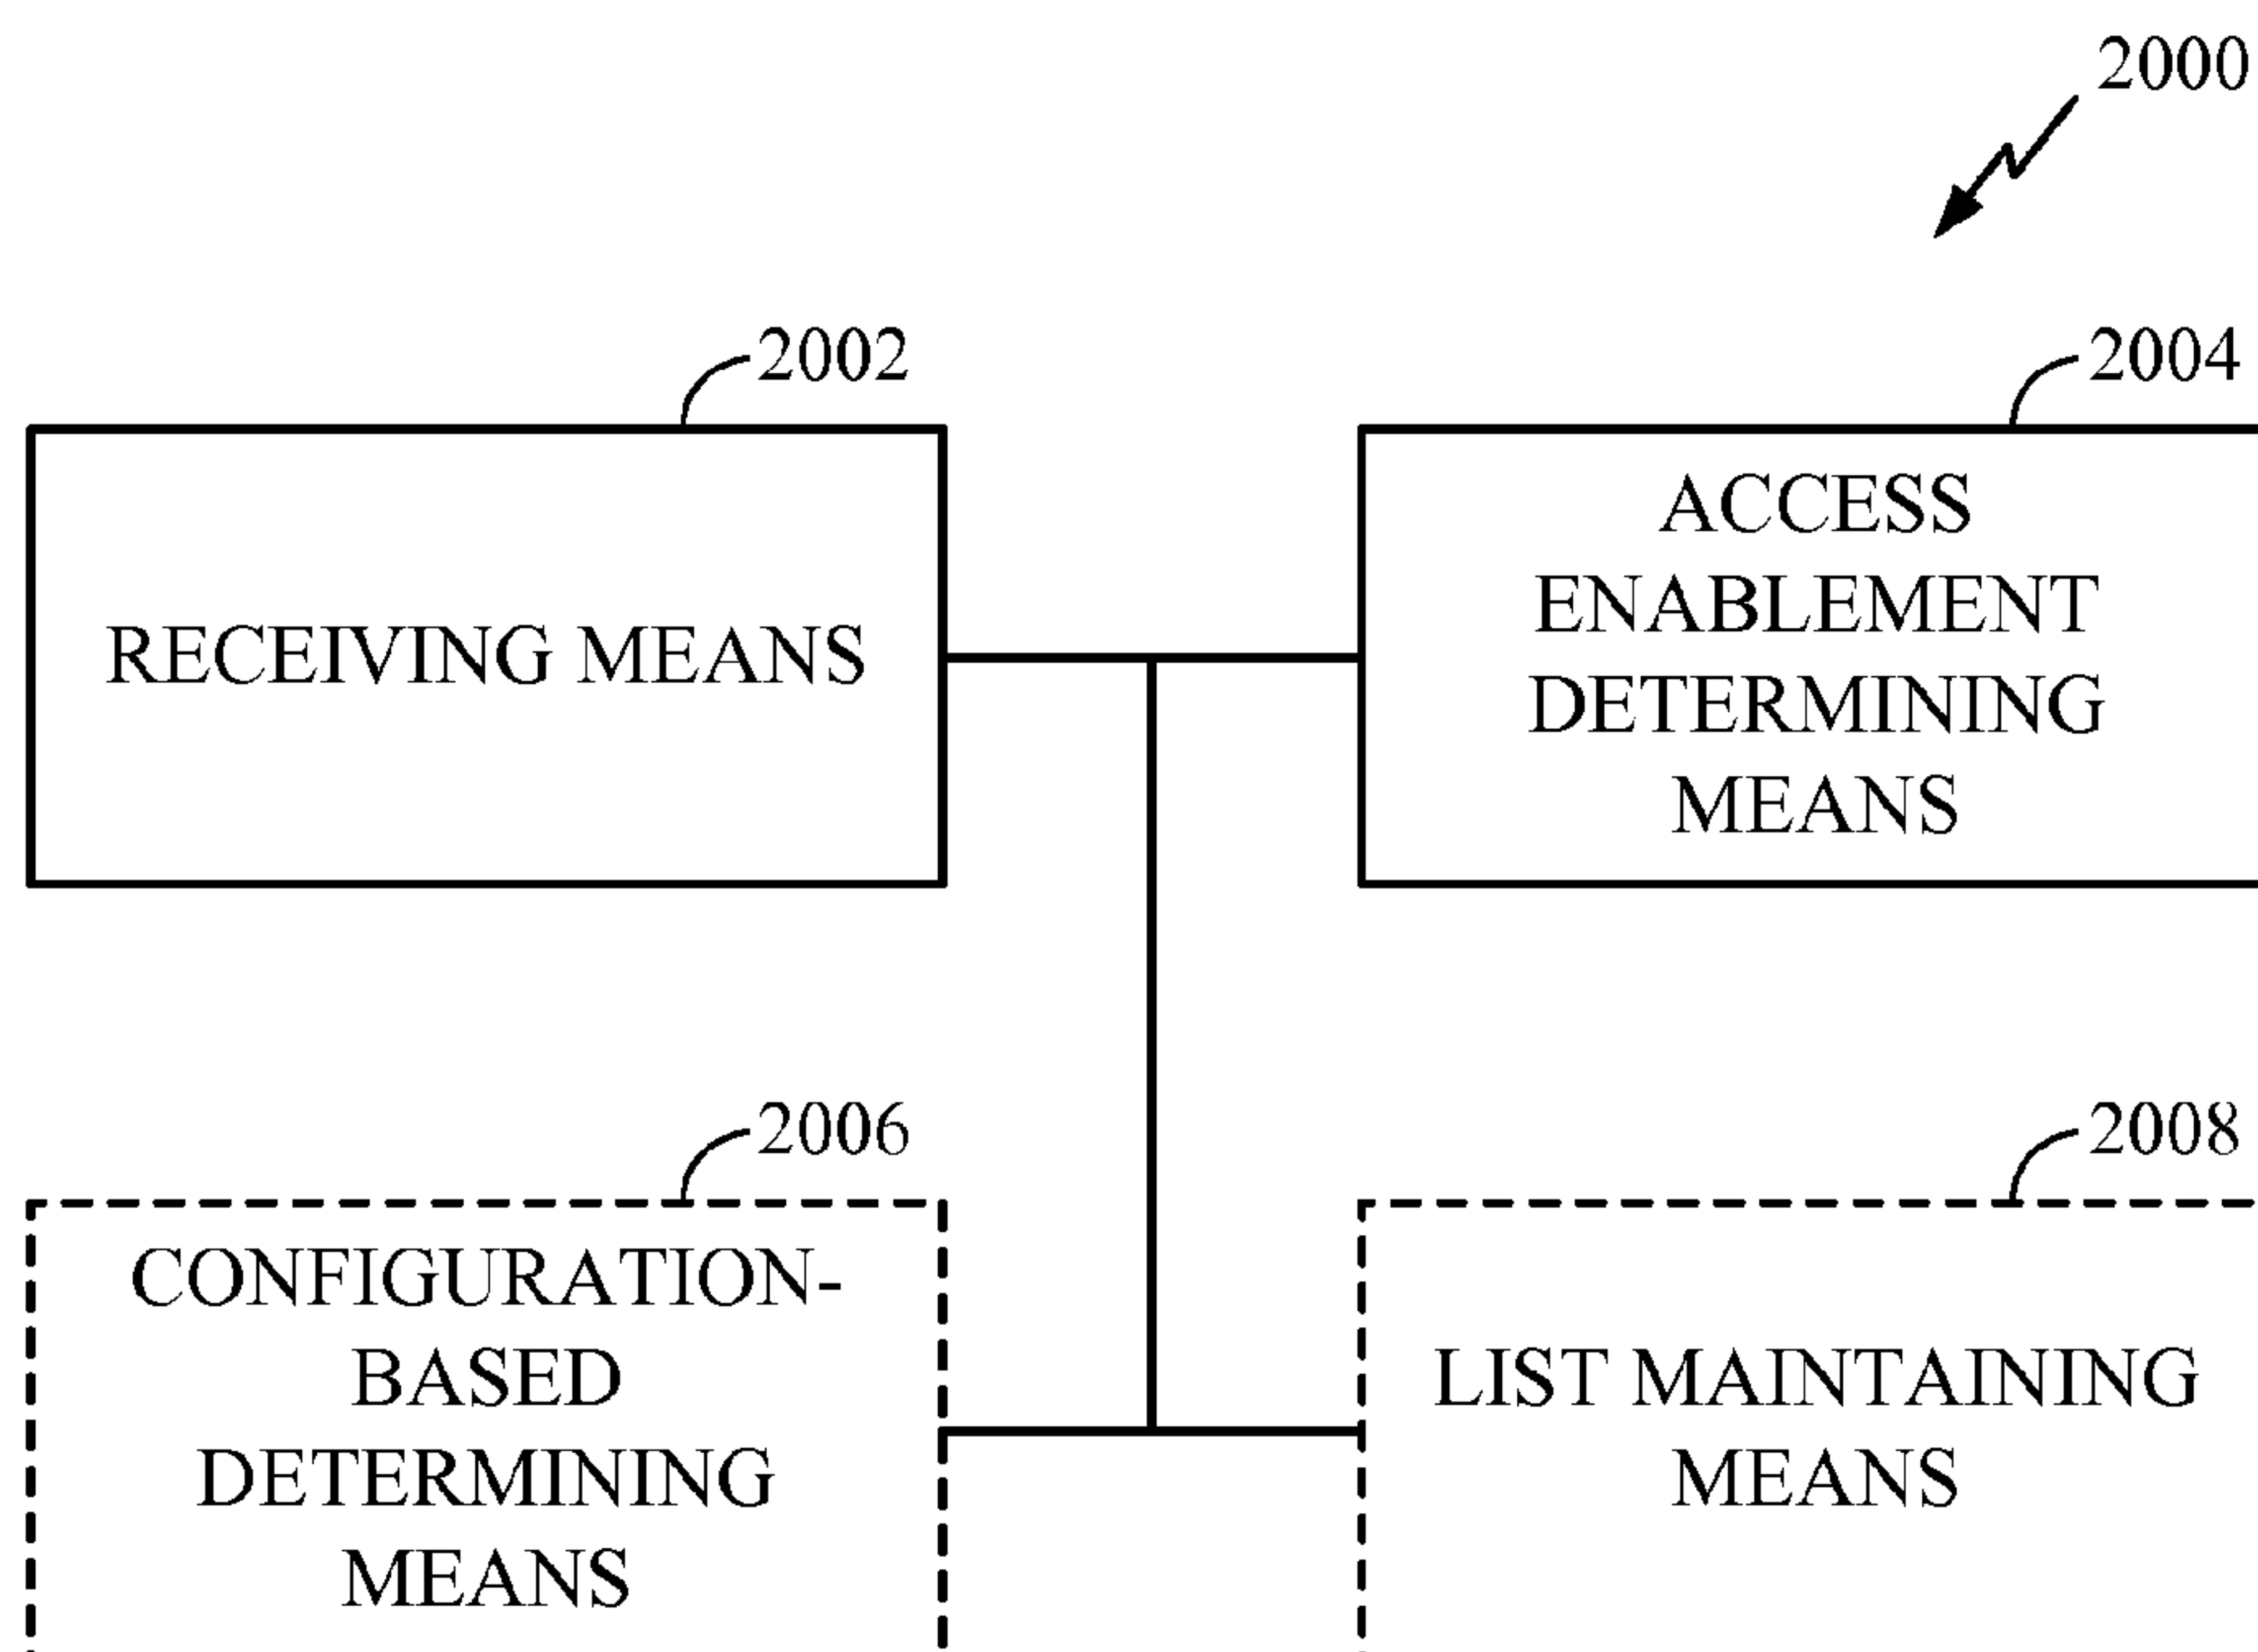 2000
2002
2004
RECEIVING MEANS
ACCESS
ENABLEMENT
DETERMINING
MEANS
2006
2008
CONFIGURATION-
BASED
DETERMINING
MEANS
LIST MAINTAINING
MEANS